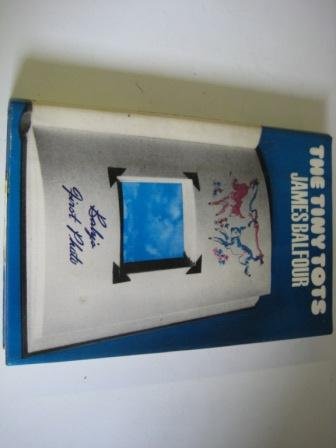 THE TINY TOTS
JAMES BALFOUR
Baby's
First Photo